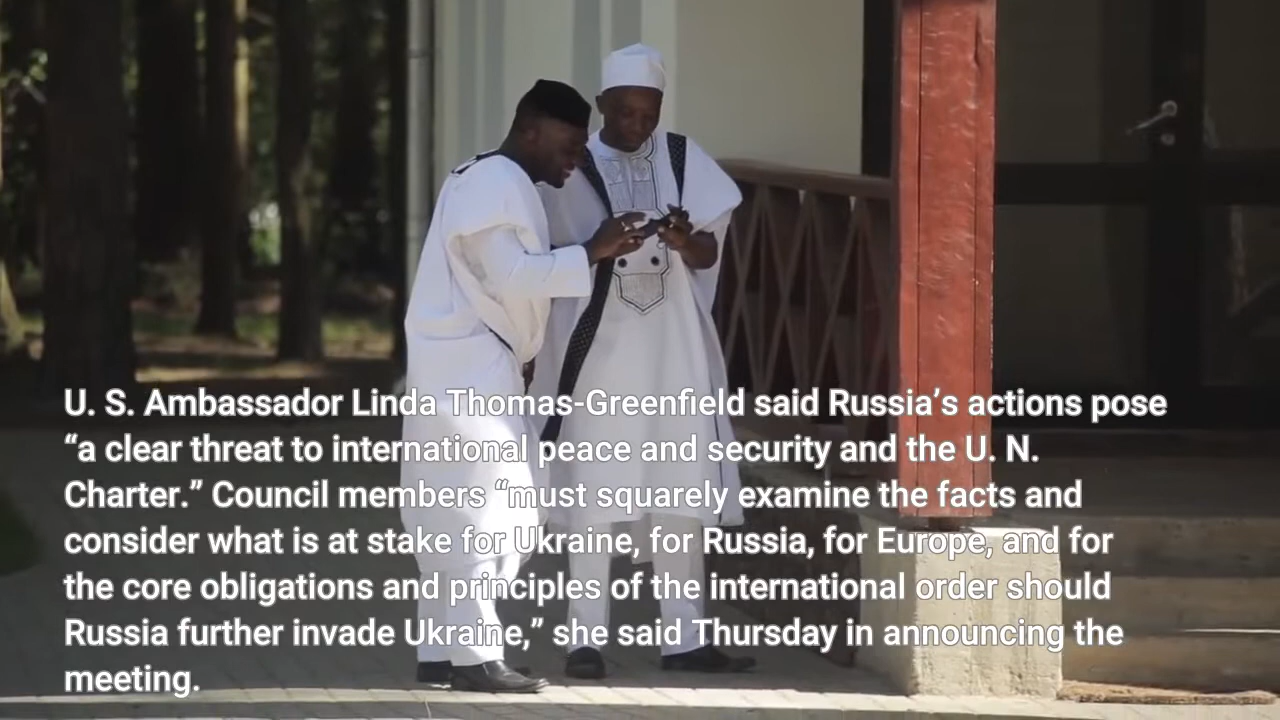 U. S. Ambassador Linda Thomas-Greenfield said Russia’s actions pose
“a clear threat to international peace and security and the U. N.
Charter.” Council members “must squarely examine the facts and
consider what is at stake for Ukraine, for Russia, for Europe, and for
the core obligations and principles of the international order should
Russia further invade Ukraine,” she said Thursday in announcing the
meeting.